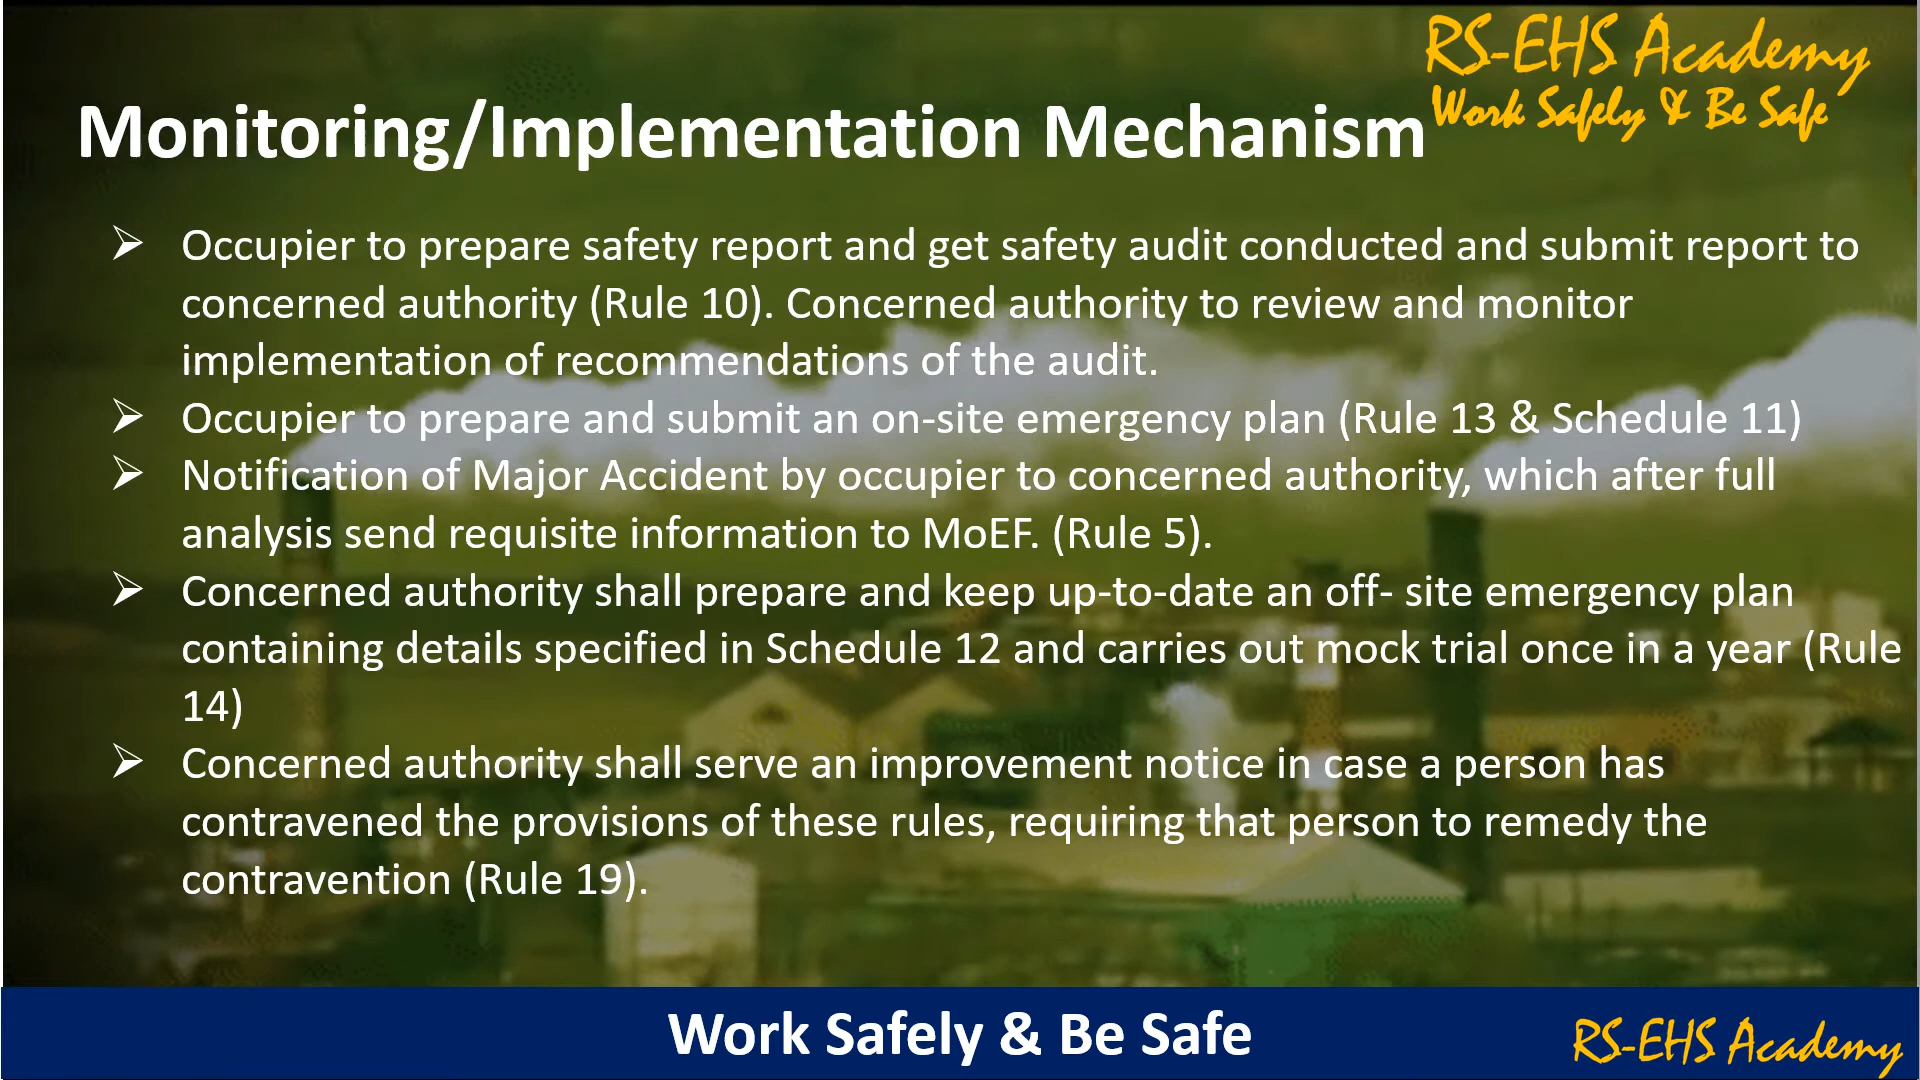 RS-EHS Academy
Work Safely & Be Safe
Monitoring/Implementation Mechanism
➢ Occupier to prepare safety report and get safety audit conducted and submit report to
concerned authority (Rule 10). Concerned authority to review and monitor
implementation of recommendations of the audit.
➢ Occupier to prepare and submit an on-site emergency plan (Rule 13 & Schedule 11)
➢ Notification of Major Accident by occupier to concerned authority, which after full
analysis send requisite information to MoEF. (Rule 5).
➢ Concerned authority shall prepare and keep up-to-date an off- site emergency plan
containing details specified in Schedule 12 and carries out mock trial once in a year (Rule
14)
➢ Concerned authority shall serve an improvement notice in case a person has
contravened the provisions of these rules, requiring that person to remedy the
contravention (Rule 19).
Work Safely & Be Safe
RS-EHS Academy